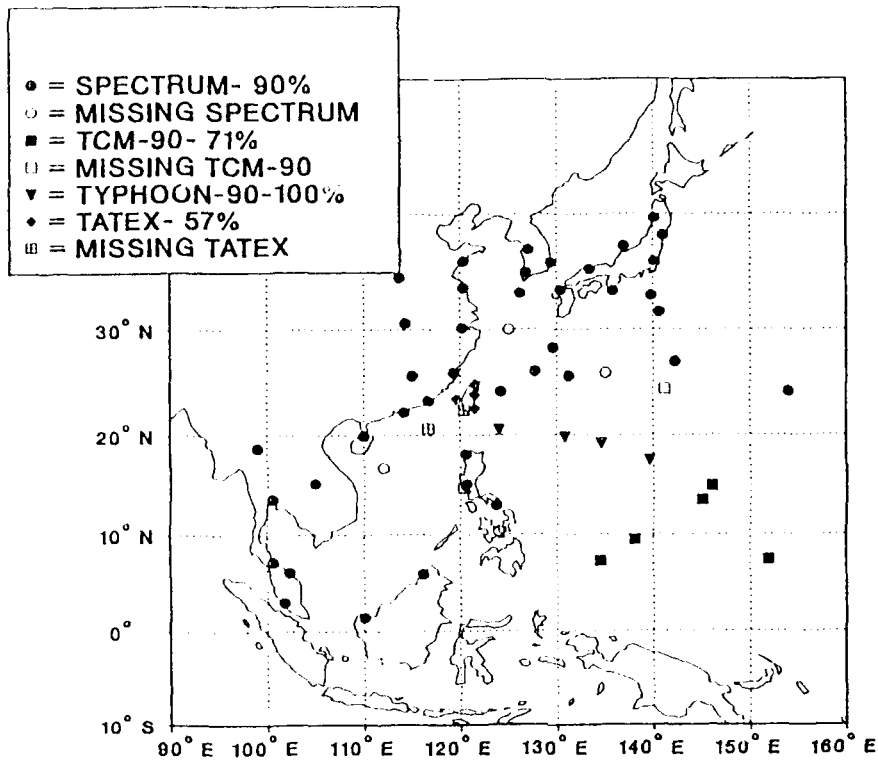 ● = SPECTRUM- 90%
○ = MISSING SPECTRUM
■ = TCM-90- 71%
□ = MISSING TCM-90
▼ = TYPHOON-90-100%
◆ = TATEX- 57%
⊞ = MISSING TATEX
30° N
20° N
10° N
0°
10° S
90° E 100° E 110° E 120° E 130° E 140° E 150° E 160° E